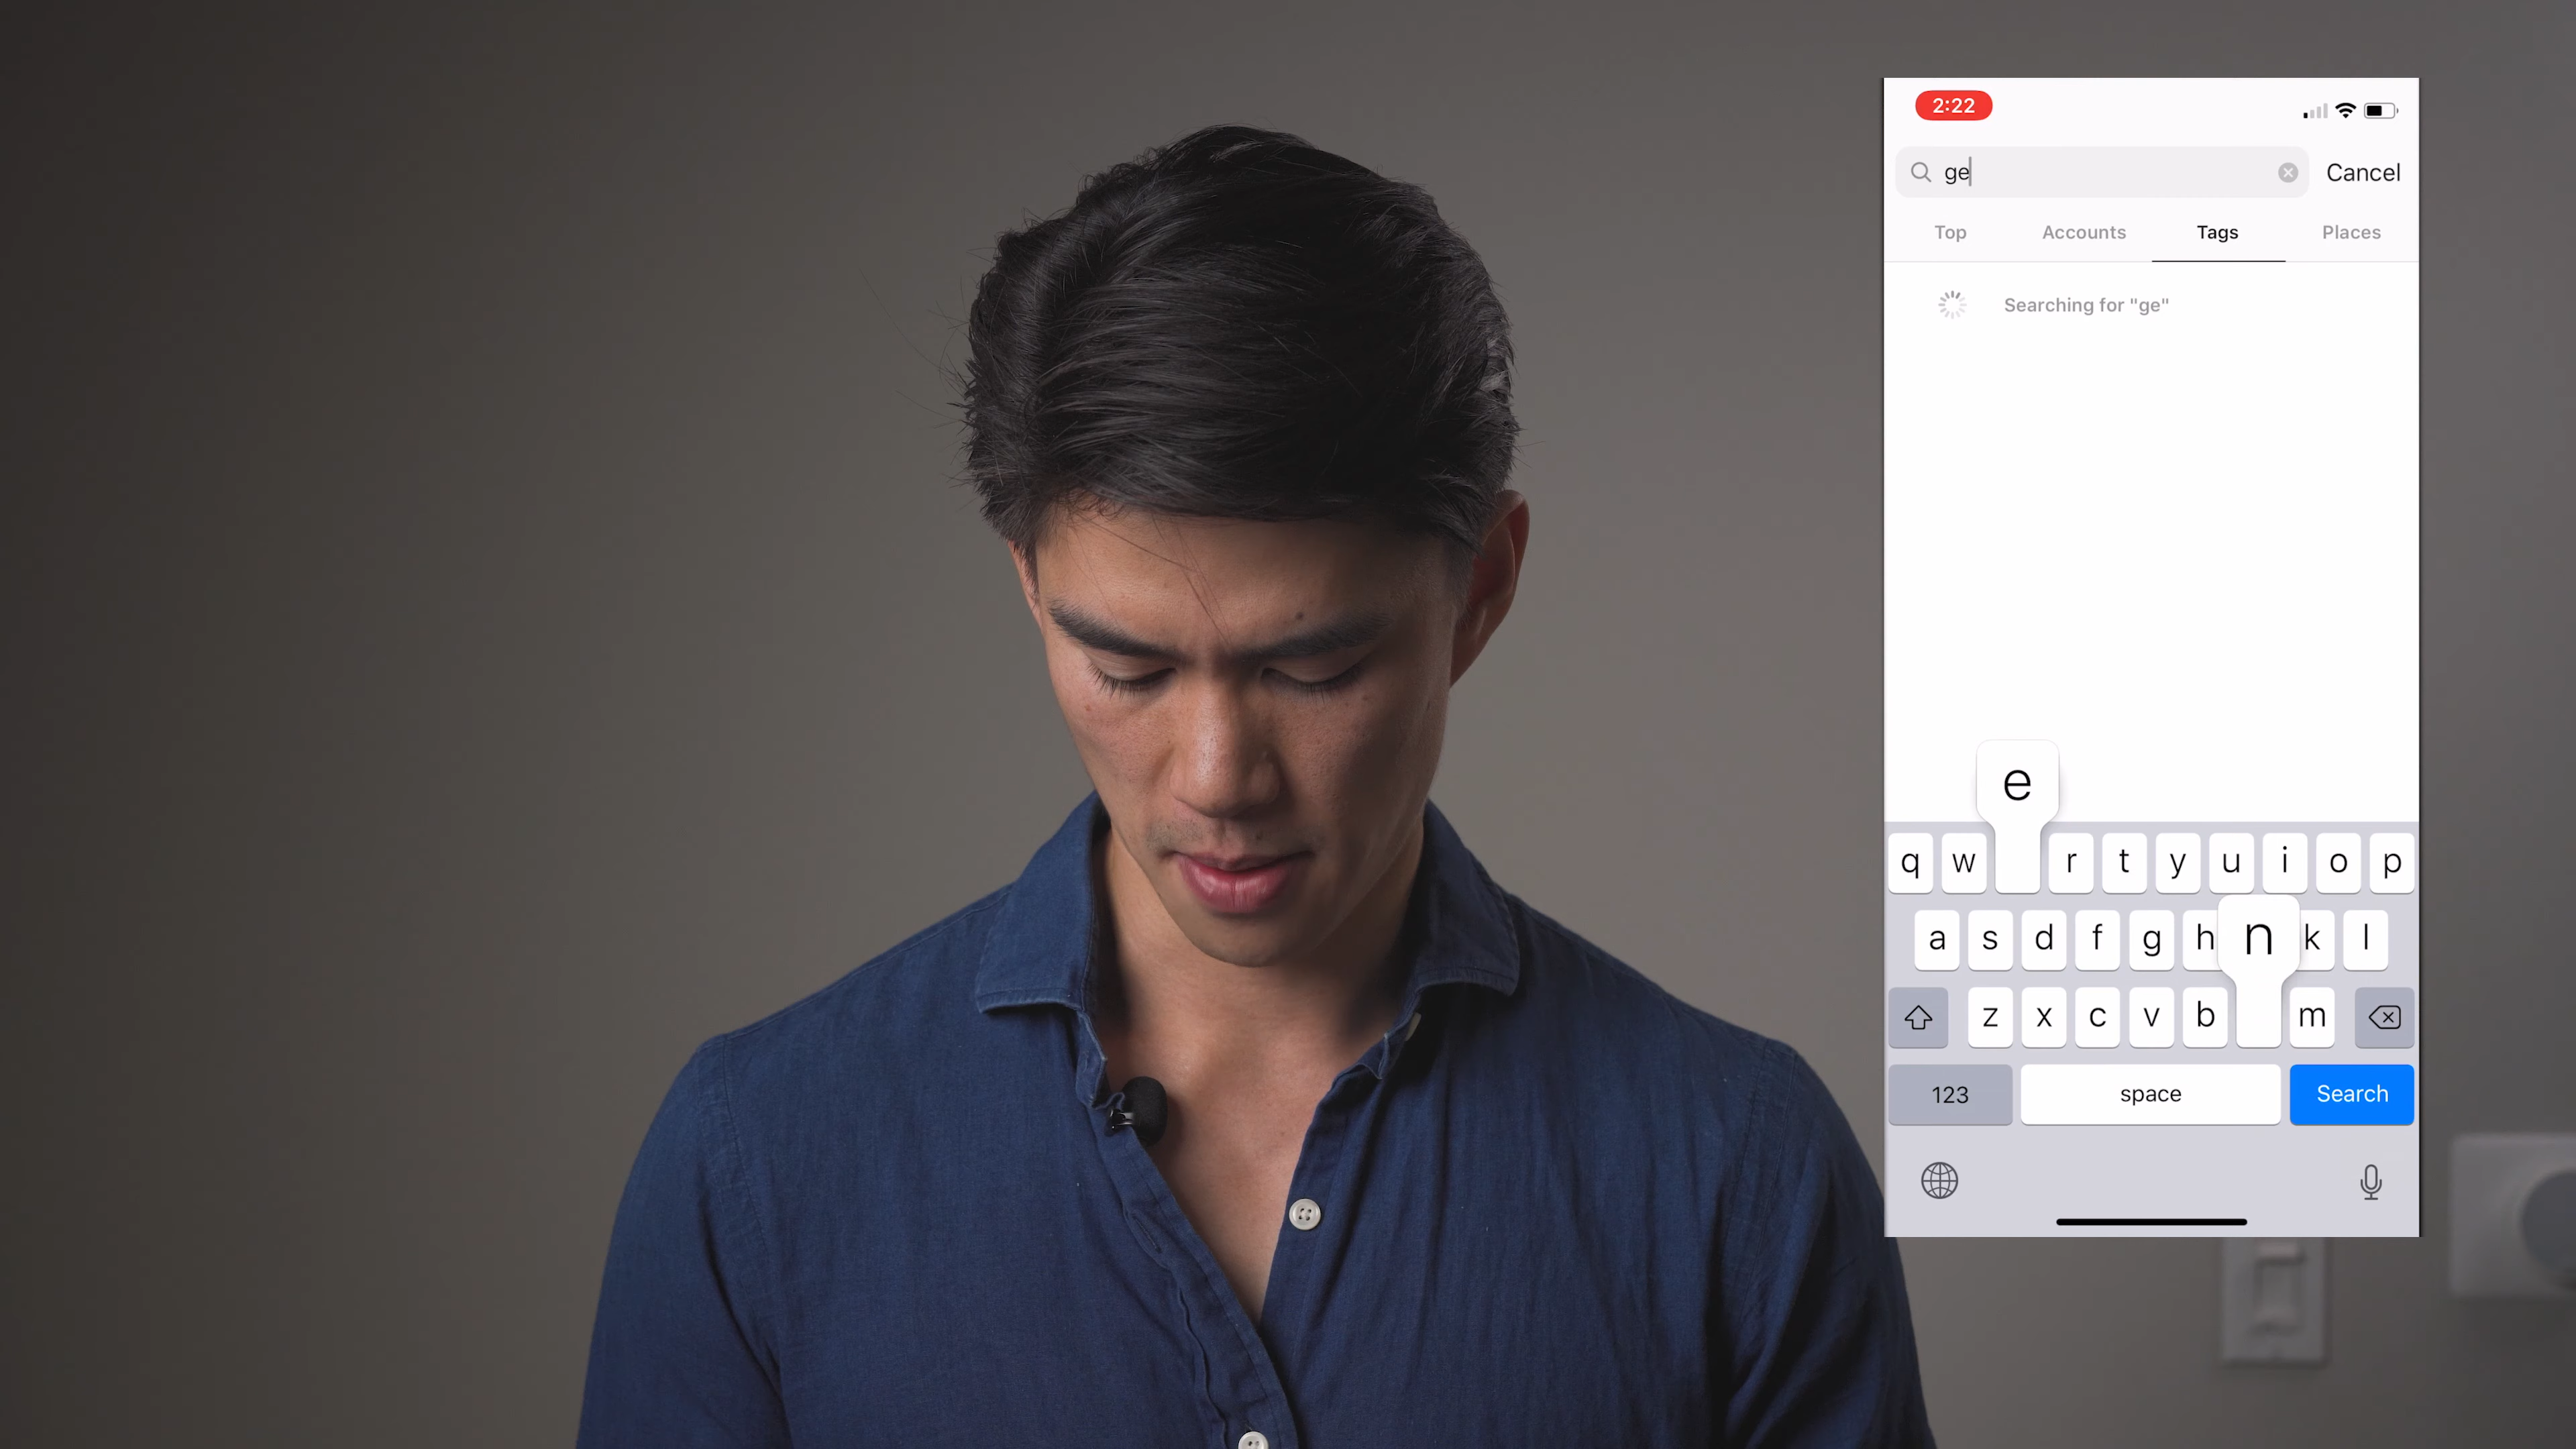 2:22
ge Cancel
Top Accounts Tags Places
Searching for "ge"
e
q w r t y u i o p
a s d f g h n k l
z x c v b m
123 space Search